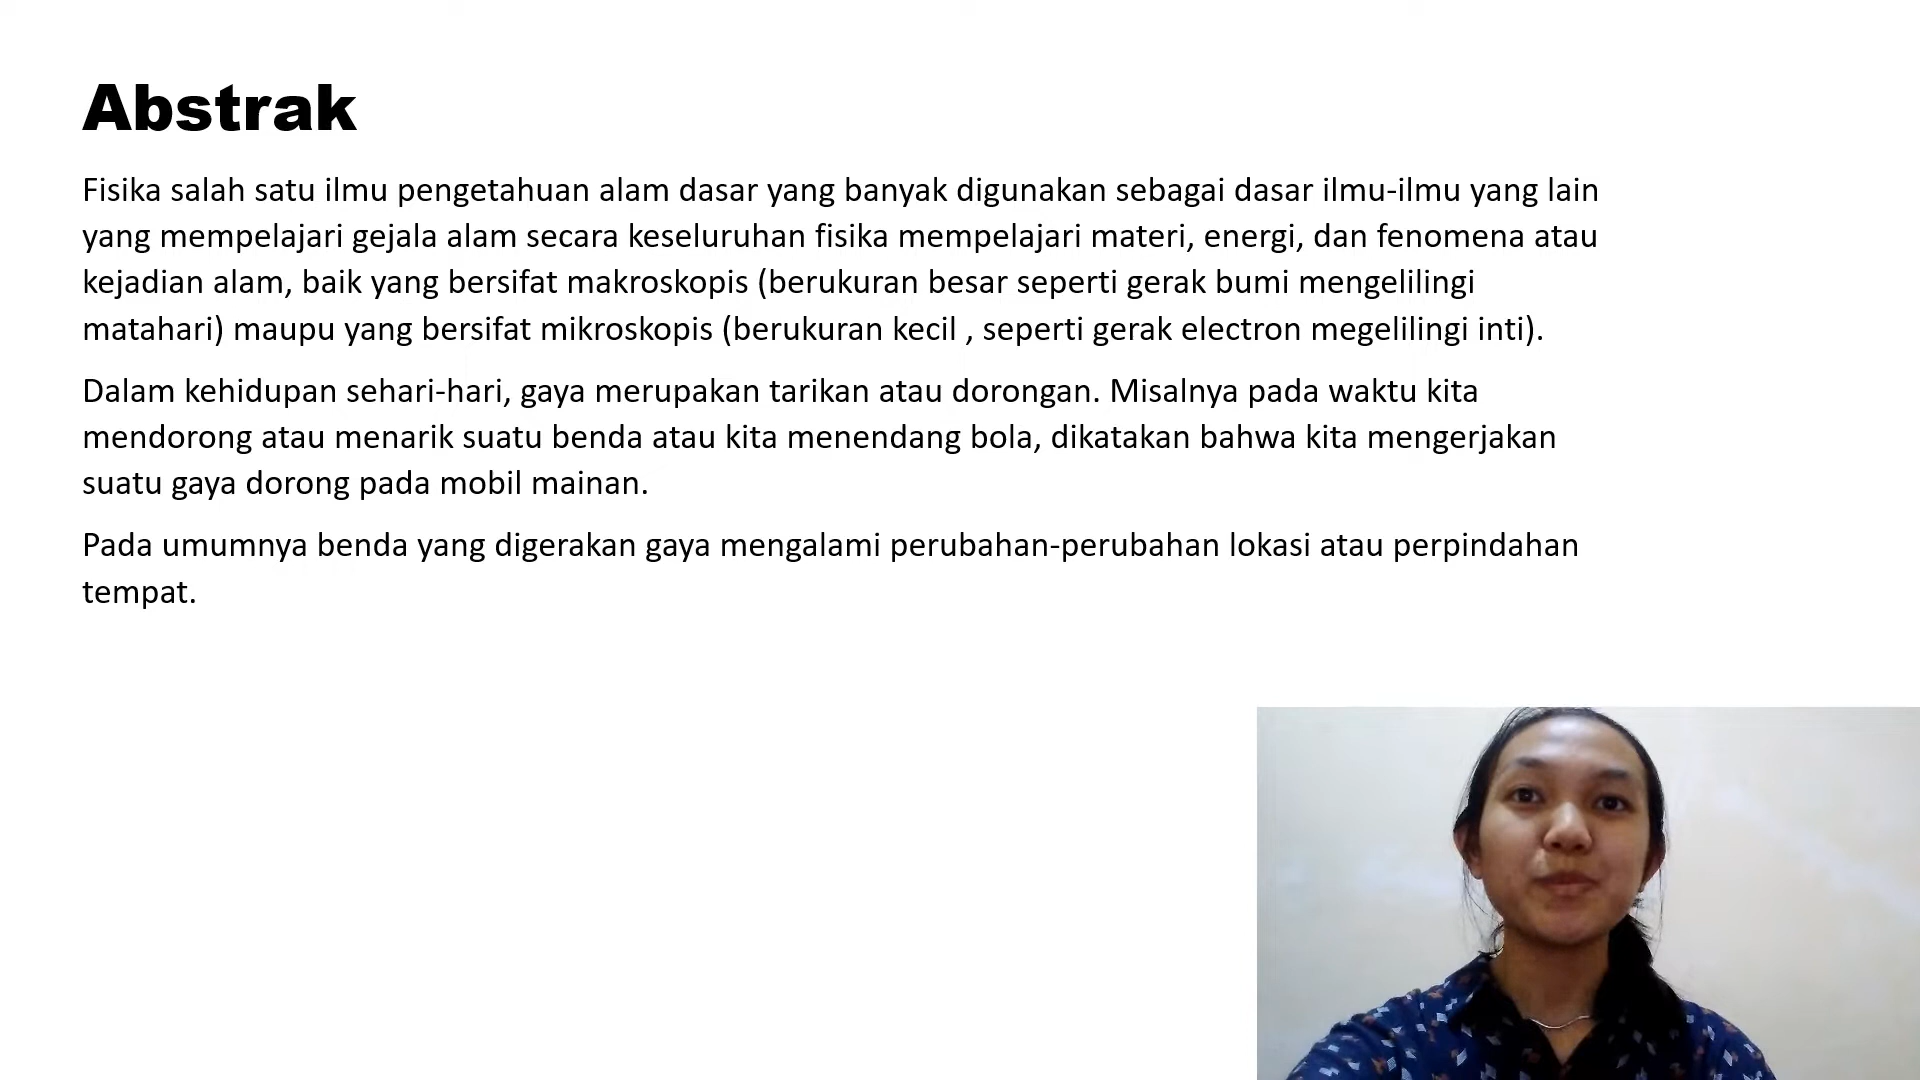 Abstrak
Fisika salah satu ilmu pengetahuan alam dasar yang banyak digunakan sebagai dasar ilmu-ilmu yang lain
yang mempelajari gejala alam secara keseluruhan fisika mempelajari materi, energi, dan fenomena atau
kejadian alam, baik yang bersifat makroskopis (berukuran besar seperti gerak bumi mengelilingi
matahari) maupu yang bersifat mikroskopis (berukuran kecil , seperti gerak electron megelilingi inti).
Dalam kehidupan sehari-hari, gaya merupakan tarikan atau dorongan. Misalnya pada waktu kita
mendorong atau menarik suatu benda atau kita menendang bola, dikatakan bahwa kita mengerjakan
suatu gaya dorong pada mobil mainan.
Pada umumnya benda yang digerakan gaya mengalami perubahan-perubahan lokasi atau perpindahan
tempat.